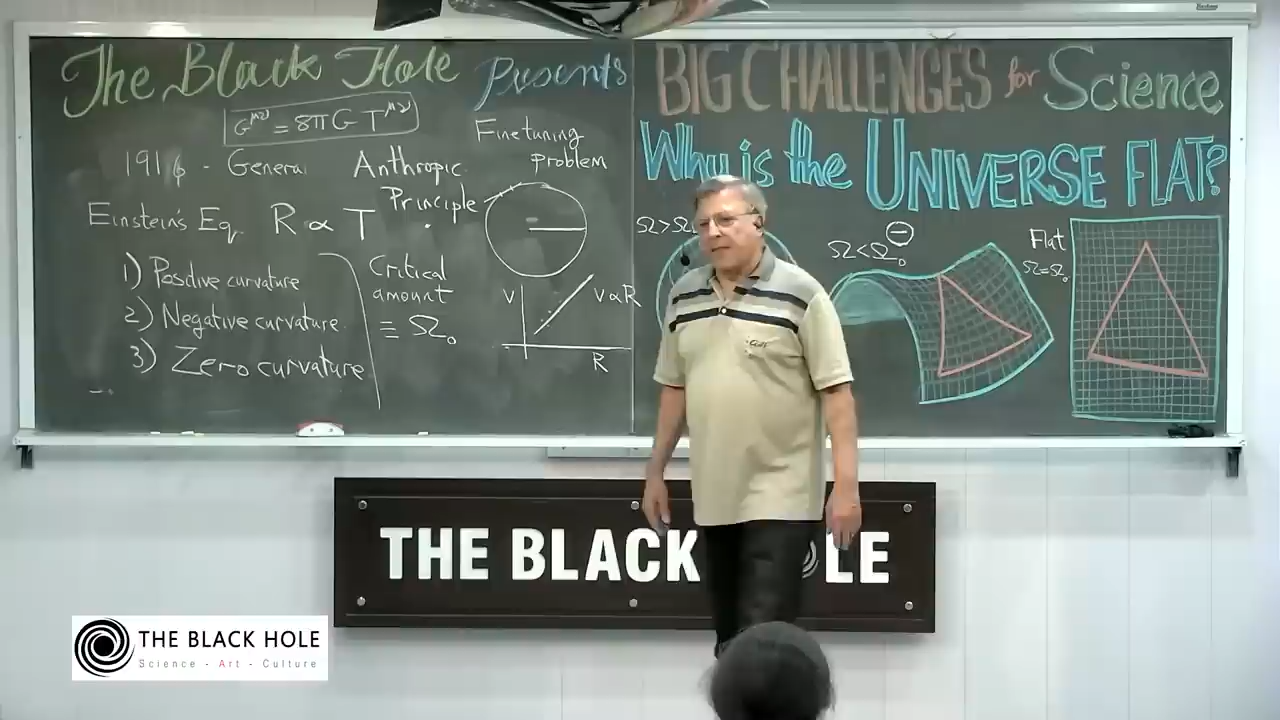 The Black Hole Presents
G^μν = 8πG T^μν
1916 - General
Einstein's Eq. R ∝ T
1) Positive curvature
2) Negative curvature
3) Zero curvature
Anthropic
Principle
Critical
amount
≡ Ω₀
Finetuning
problem
V
V∝R
R
BIG CHALLENGES for Science
Why is the UNIVERSE FLAT?
Ω>Ω
Ω<Ω₀
Flat
Ω=Ω₀
THE BLACK LE
THE BLACK HOLE
Science - Art - Culture